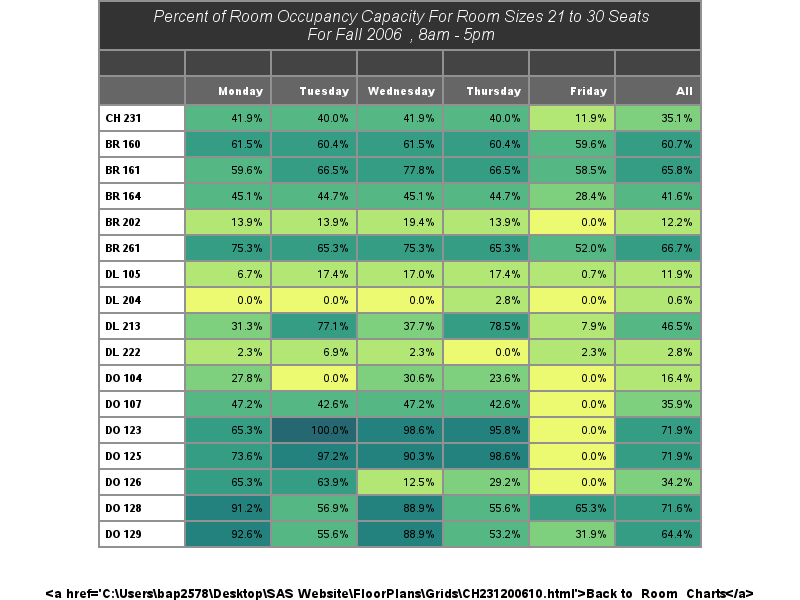 Percent of Room Occupancy Capacity For Room Sizes 21 to 30 Seats
For Fall 2006 , 8am - 5pm
Monday Tuesday Wednesday Thursday Friday All
CH 231 41.9% 40.0% 41.9% 40.0% 11.9% 35.1%
BR 160 61.5% 60.4% 61.5% 60.4% 59.6% 60.7%
BR 161 59.6% 66.5% 77.8% 66.5% 58.5% 65.8%
BR 164 45.1% 44.7% 45.1% 44.7% 28.4% 41.6%
BR 202 13.9% 13.9% 19.4% 13.9% 0.0% 12.2%
BR 261 75.3% 65.3% 75.3% 65.3% 52.0% 66.7%
DL 105 6.7% 17.4% 17.0% 17.4% 0.7% 11.9%
DL 204 0.0% 0.0% 0.0% 2.8% 0.0% 0.6%
DL 213 31.3% 77.1% 37.7% 78.5% 7.9% 46.5%
DL 222 2.3% 6.9% 2.3% 0.0% 2.3% 2.8%
DO 104 27.8% 0.0% 30.6% 23.6% 0.0% 16.4%
DO 107 47.2% 42.6% 47.2% 42.6% 0.0% 35.9%
DO 123 65.3% 100.0% 98.6% 95.8% 0.0% 71.9%
DO 125 73.6% 97.2% 90.3% 98.6% 0.0% 71.9%
DO 126 65.3% 63.9% 12.5% 29.2% 0.0% 34.2%
DO 128 91.2% 56.9% 88.9% 55.6% 65.3% 71.6%
DO 129 92.6% 55.6% 88.9% 53.2% 31.9% 64.4%
<a href='C:\Users\bap2578\Desktop\SAS Website\FloorPlans\Grids\CH231200610.html'>Back to Room Charts</a>